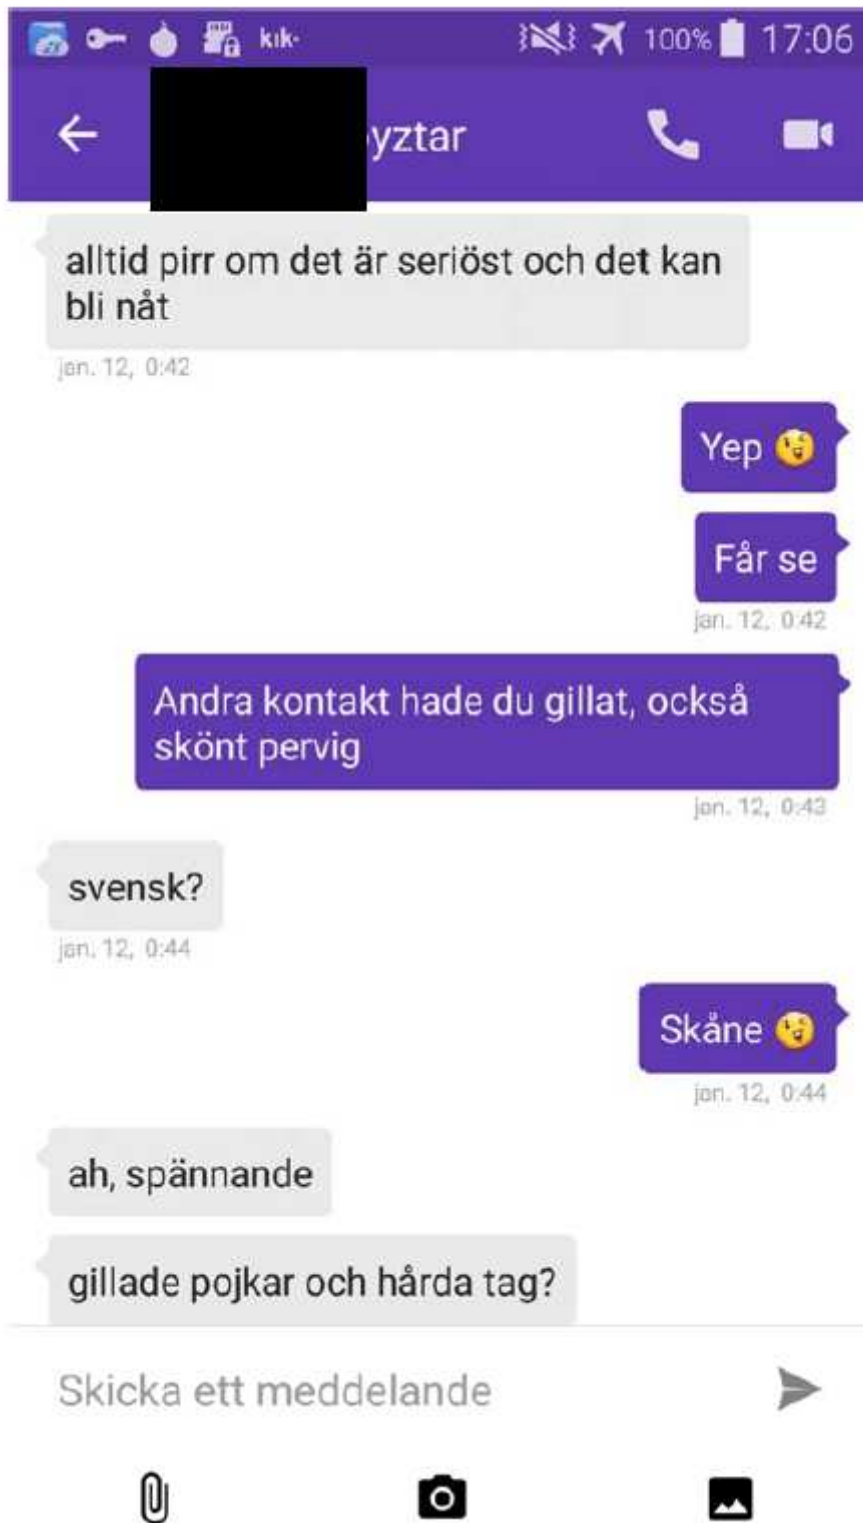 kik·
100%
17:06
yztar
alltid pirr om det är seriöst och det kan
bli nåt
jan. 12, 0:42
Yep
Får se
jan. 12, 0:42
Andra kontakt hade du gillat, också
skönt pervig
jan. 12, 0:43
svensk?
jan. 12, 0:44
Skåne
jan. 12, 0:44
ah, spännande
gillade pojkar och hårda tag?
Skicka ett meddelande